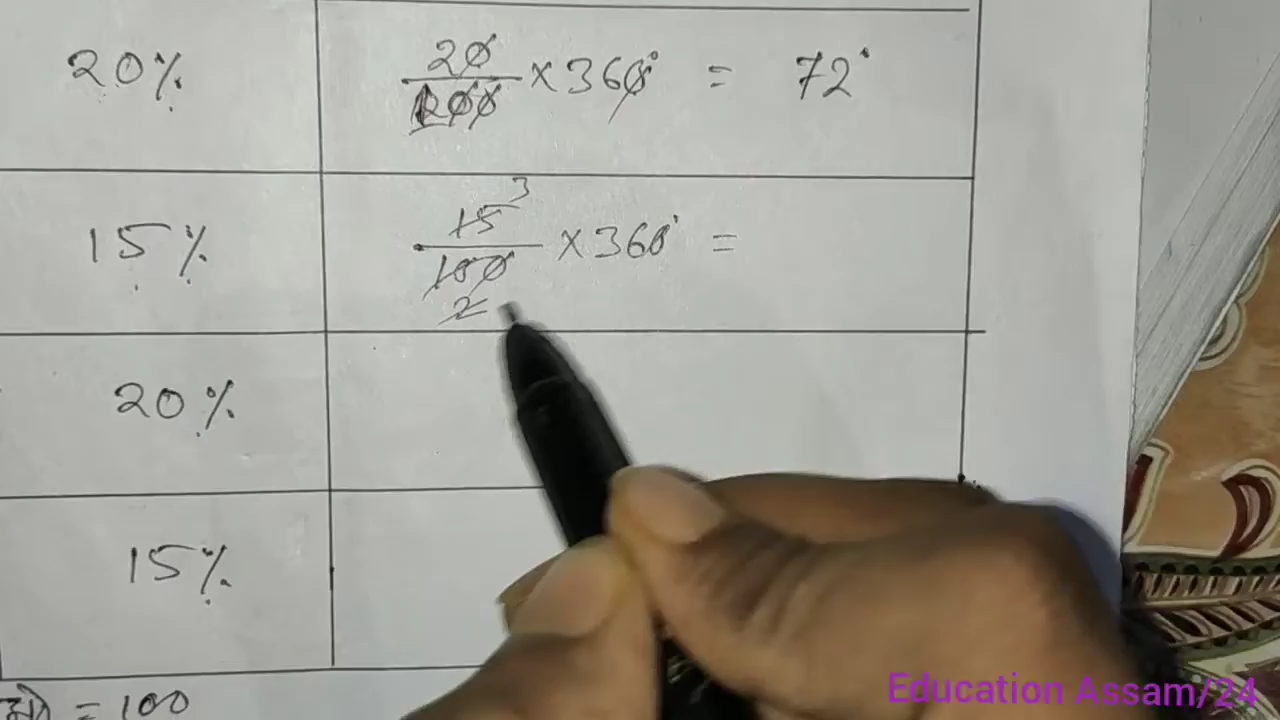 20% 20/100 ×360° = 72°
15% 15/100 ×360° =
3
2
20%
15%
= 100
Education Assam/24